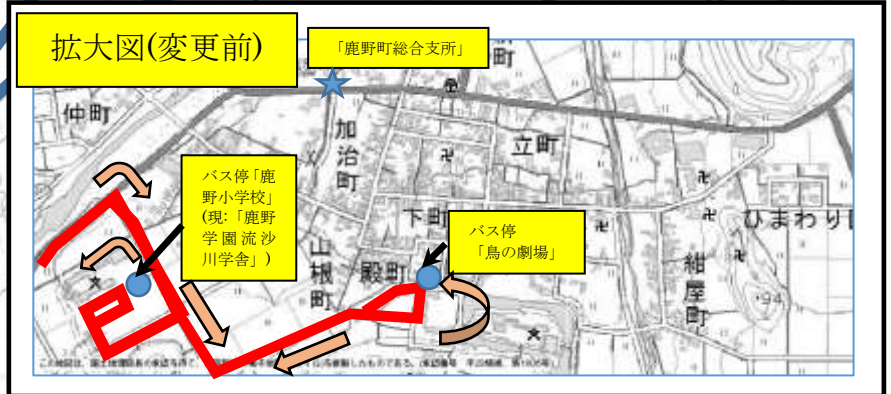 拡大図(変更前)
「鹿野町総合支所」
町
仲町
加治町
立町
バス停「鹿
野小学校」
(現:「鹿野
学園流沙
川学舎」)
下町
バス停
「鳥の劇場」
ひまわり
山根町
殿町
紺屋町
94